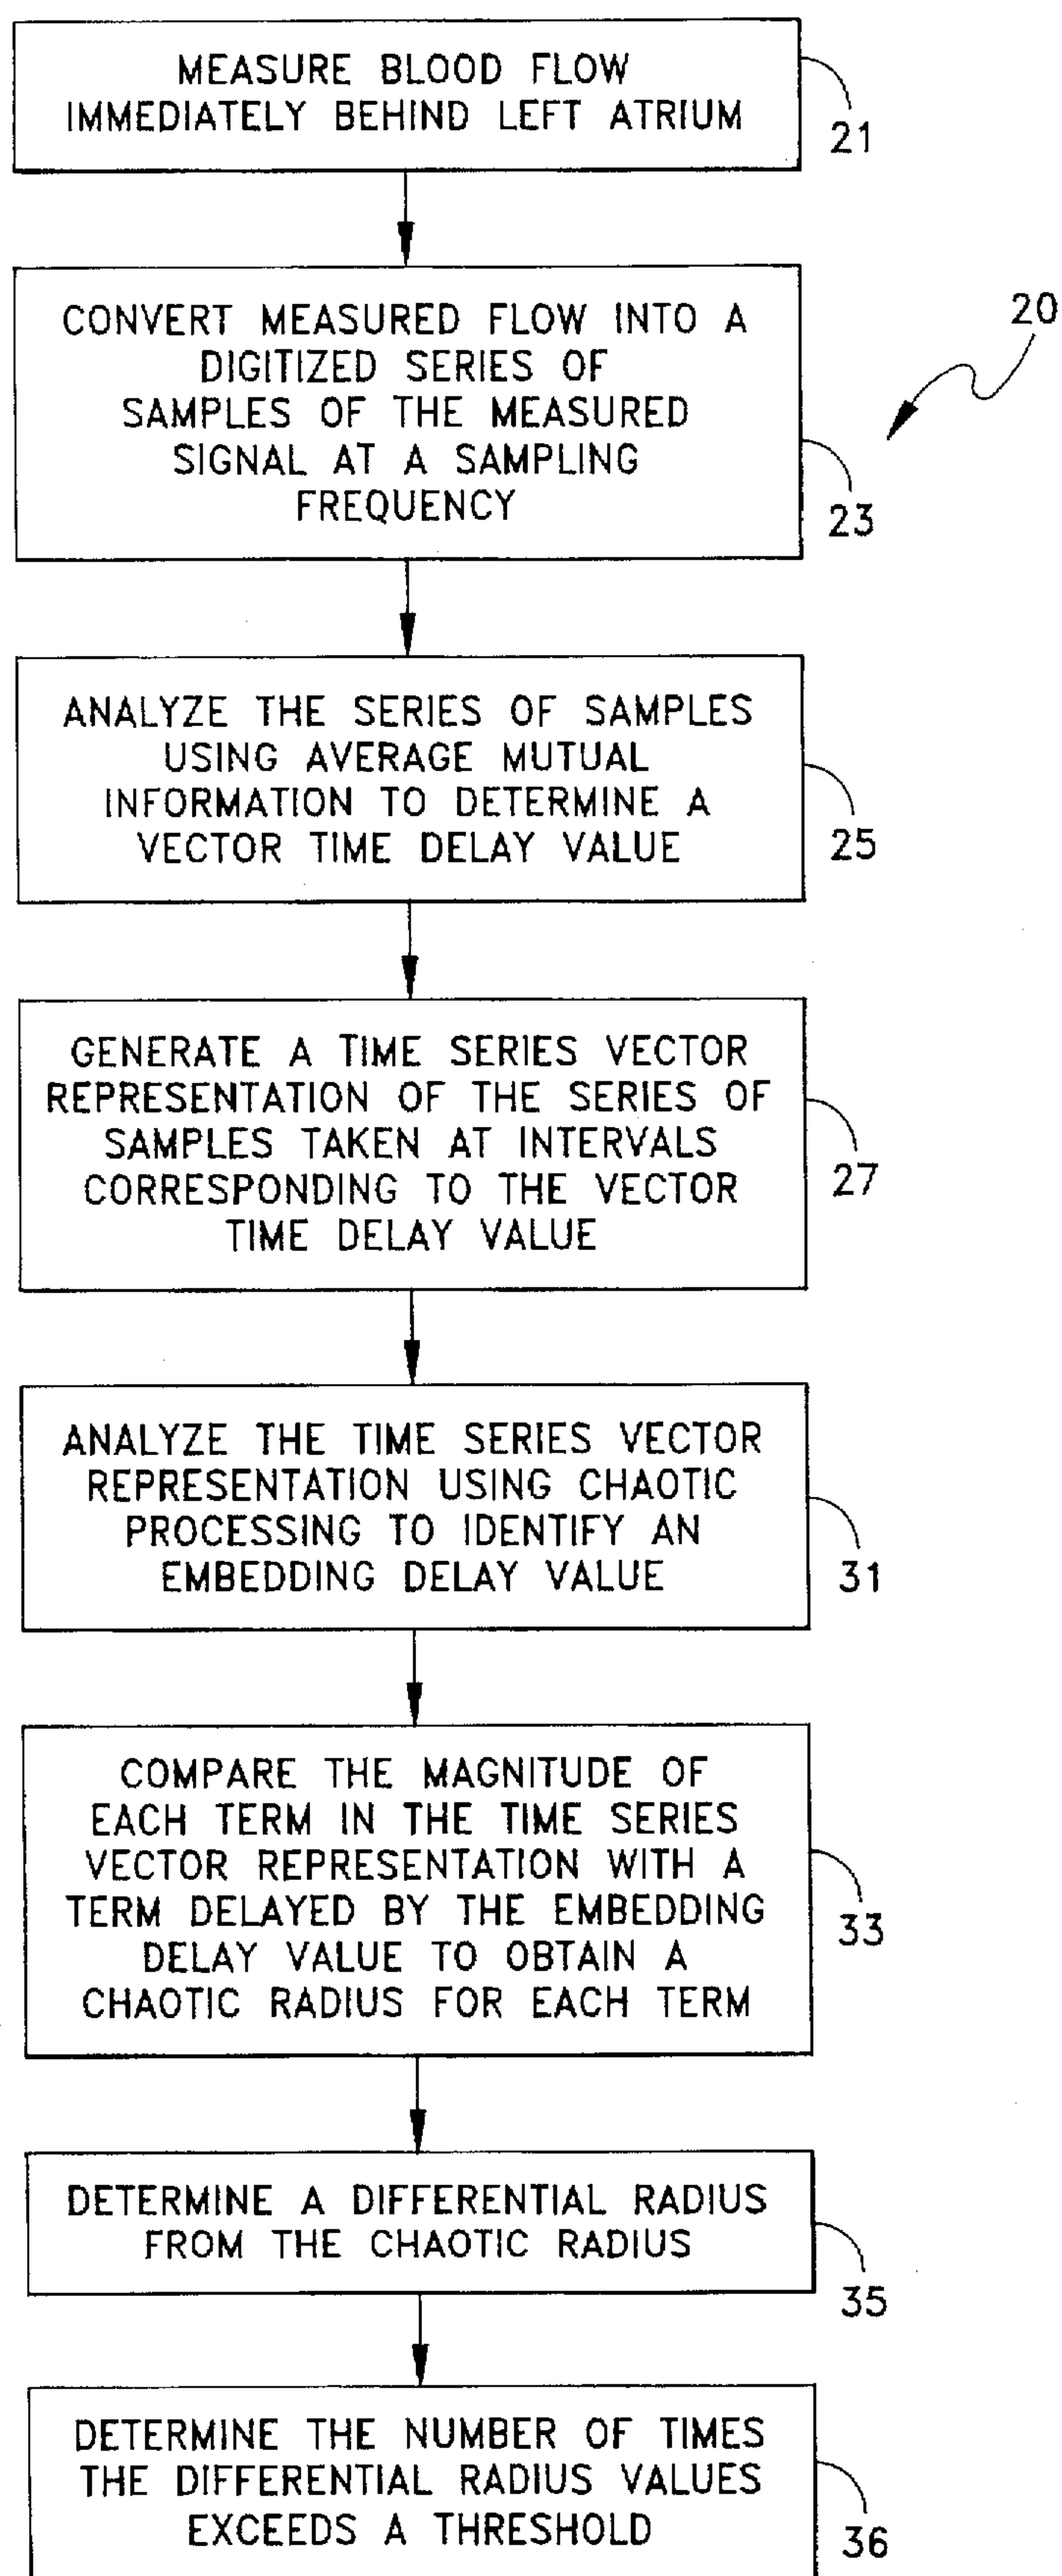 MEASURE BLOOD FLOW
IMMEDIATELY BEHIND LEFT ATRIUM
21
20
CONVERT MEASURED FLOW INTO A
DIGITIZED SERIES OF
SAMPLES OF THE MEASURED
SIGNAL AT A SAMPLING
FREQUENCY
23
ANALYZE THE SERIES OF SAMPLES
USING AVERAGE MUTUAL
INFORMATION TO DETERMINE A
VECTOR TIME DELAY VALUE
25
GENERATE A TIME SERIES VECTOR
REPRESENTATION OF THE SERIES OF
SAMPLES TAKEN AT INTERVALS
CORRESPONDING TO THE VECTOR
TIME DELAY VALUE
27
ANALYZE THE TIME SERIES VECTOR
REPRESENTATION USING CHAOTIC
PROCESSING TO IDENTIFY AN
EMBEDDING DELAY VALUE
31
COMPARE THE MAGNITUDE OF
EACH TERM IN THE TIME SERIES
VECTOR REPRESENTATION WITH A
TERM DELAYED BY THE EMBEDDING
DELAY VALUE TO OBTAIN A
CHAOTIC RADIUS FOR EACH TERM
33
DETERMINE A DIFFERENTIAL RADIUS
FROM THE CHAOTIC RADIUS
35
DETERMINE THE NUMBER OF TIMES
THE DIFFERENTIAL RADIUS VALUES
EXCEEDS A THRESHOLD
36